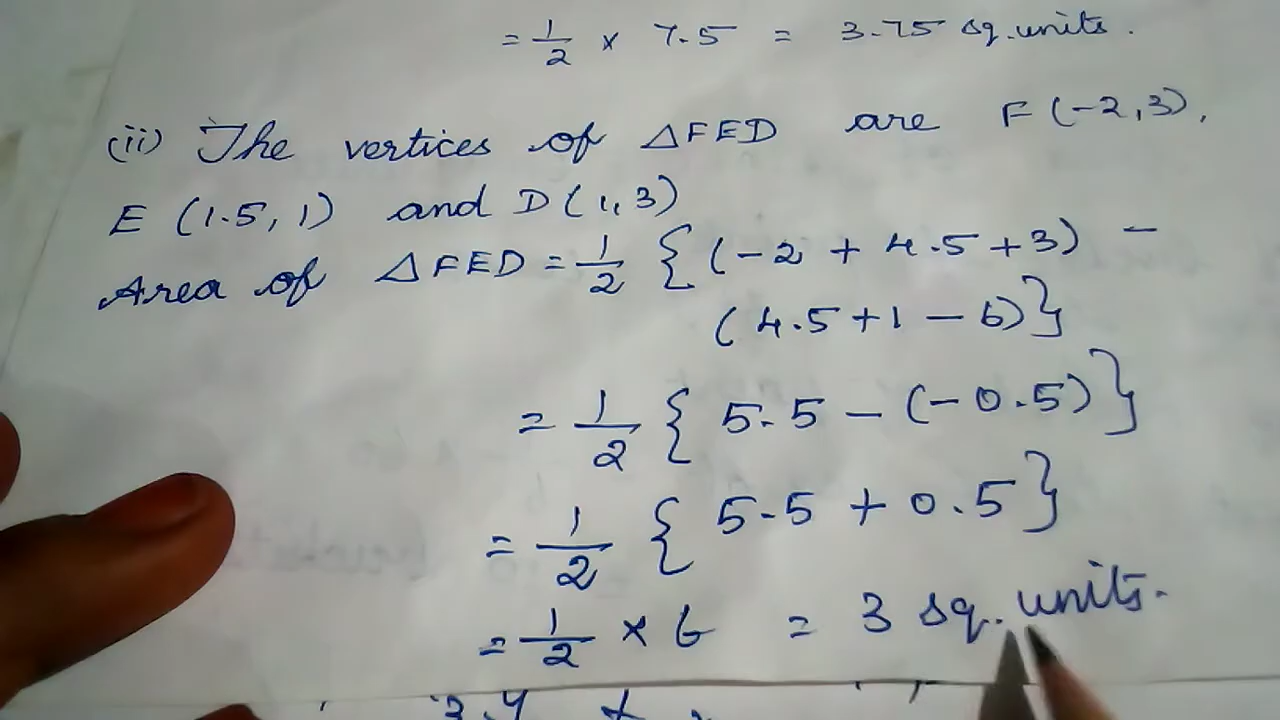 = 1/2 × 7.5 = 3.75 sq.units.
(ii) The vertices of △FED are F(-2,3),
E (1.5, 1) and D(1,3)
Area of △FED = 1/2 {(-2 + 4.5 + 3) -
(4.5 + 1 - 6)}
= 1/2 { 5.5 - (-0.5)}
= 1/2 { 5.5 + 0.5}
= 1/2 × 6 = 3 sq.units.